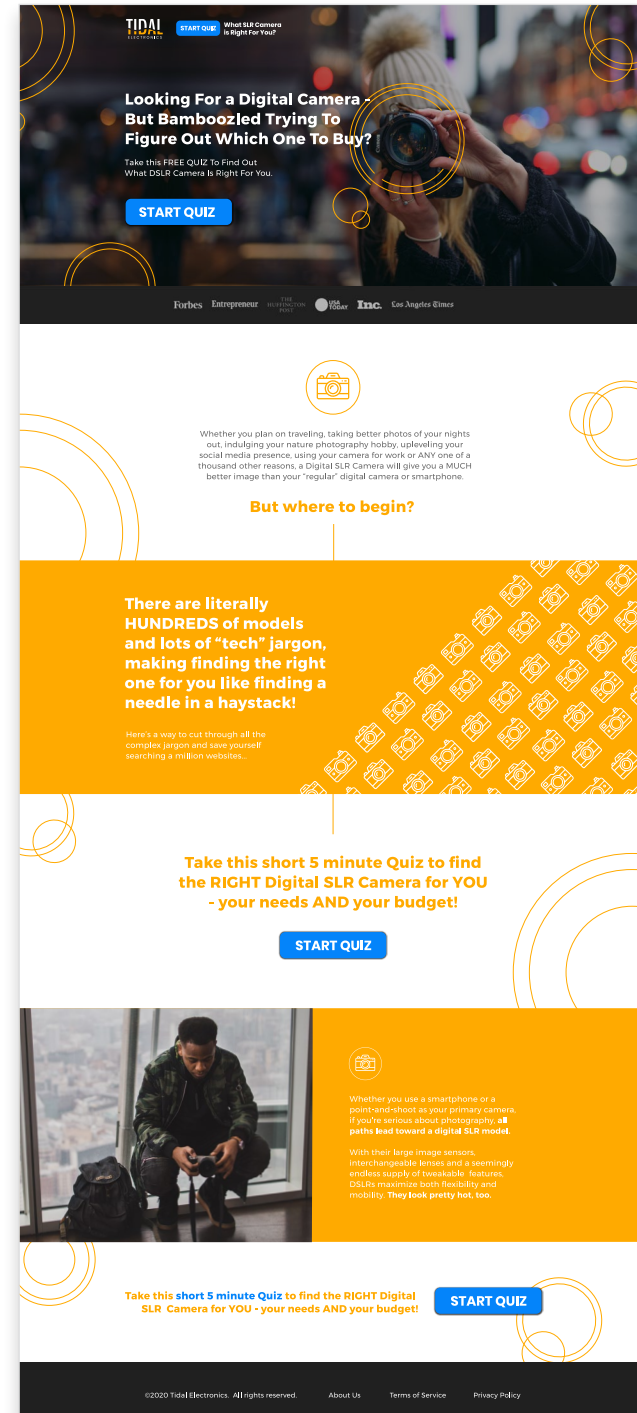 TIDAL
ELECTRONICS
START QUIZ
What SLR Camera
is Right For You?
Looking For a Digital Camera -
But Bamboozled Trying To
Figure Out Which One To Buy?
Take this FREE QUIZ To Find Out
What DSLR Camera Is Right For You.
START QUIZ
Forbes
Entrepreneur
THE
HUFFINGTON
POST
USA
TODAY
Inc.
Los Angeles Times
Whether you plan on traveling, taking better photos of your nights
out, indulging your nature photography hobby, upleveling your
social media presence, using your camera for work or ANY one of a
thousand other reasons, a Digital SLR Camera will give you a MUCH
better image than your "regular" digital camera or smartphone.
But where to begin?
There are literally
HUNDREDS of models
and lots of “tech” jargon,
making finding the right
one for you like finding a
needle in a haystack!
Here's a way to cut through all the
complex jargon and save yourself
searching a million websites...
Take this short 5 minute Quiz to find
the RIGHT Digital SLR Camera for YOU
- your needs AND your budget!
START QUIZ
Whether you use a smartphone or a
point-and-shoot as your primary camera,
if you're serious about photography, all
paths lead toward a digital SLR model.
With their large image sensors,
interchangeable lenses and a seemingly
endless supply of tweakable features,
DSLRs maximize both flexibility and
mobility. They look pretty hot, too.
Take this short 5 minute Quiz to find the RIGHT Digital
SLR Camera for YOU - your needs AND your budget!
START QUIZ
©2020 Tidal Electronics. All rights reserved.
About Us
Terms of Service
Privacy Policy